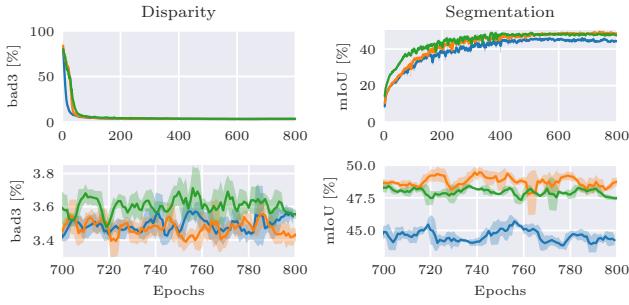 Disparity
Segmentation
bad3 [%]
100
50
0
0 200 400 600 800
mIoU [%]
40
20
0
0 200 400 600 800
bad3 [%]
3.8
3.6
3.4
700 720 740 760 780 800
Epochs
mIoU [%]
50.0
47.5
45.0
700 720 740 760 780 800
Epochs